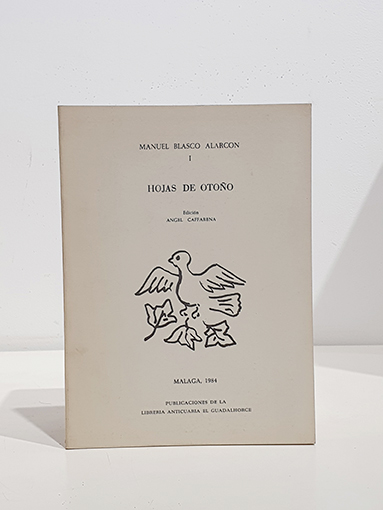 MANUEL BLASCO ALARCON
I
HOJAS DE OTOÑO
Edición
ANGEL CAFFARENA
MALAGA, 1984
PUBLICACIONES DE LA
LIBRERIA ANTICUARIA EL GUADALHORCE